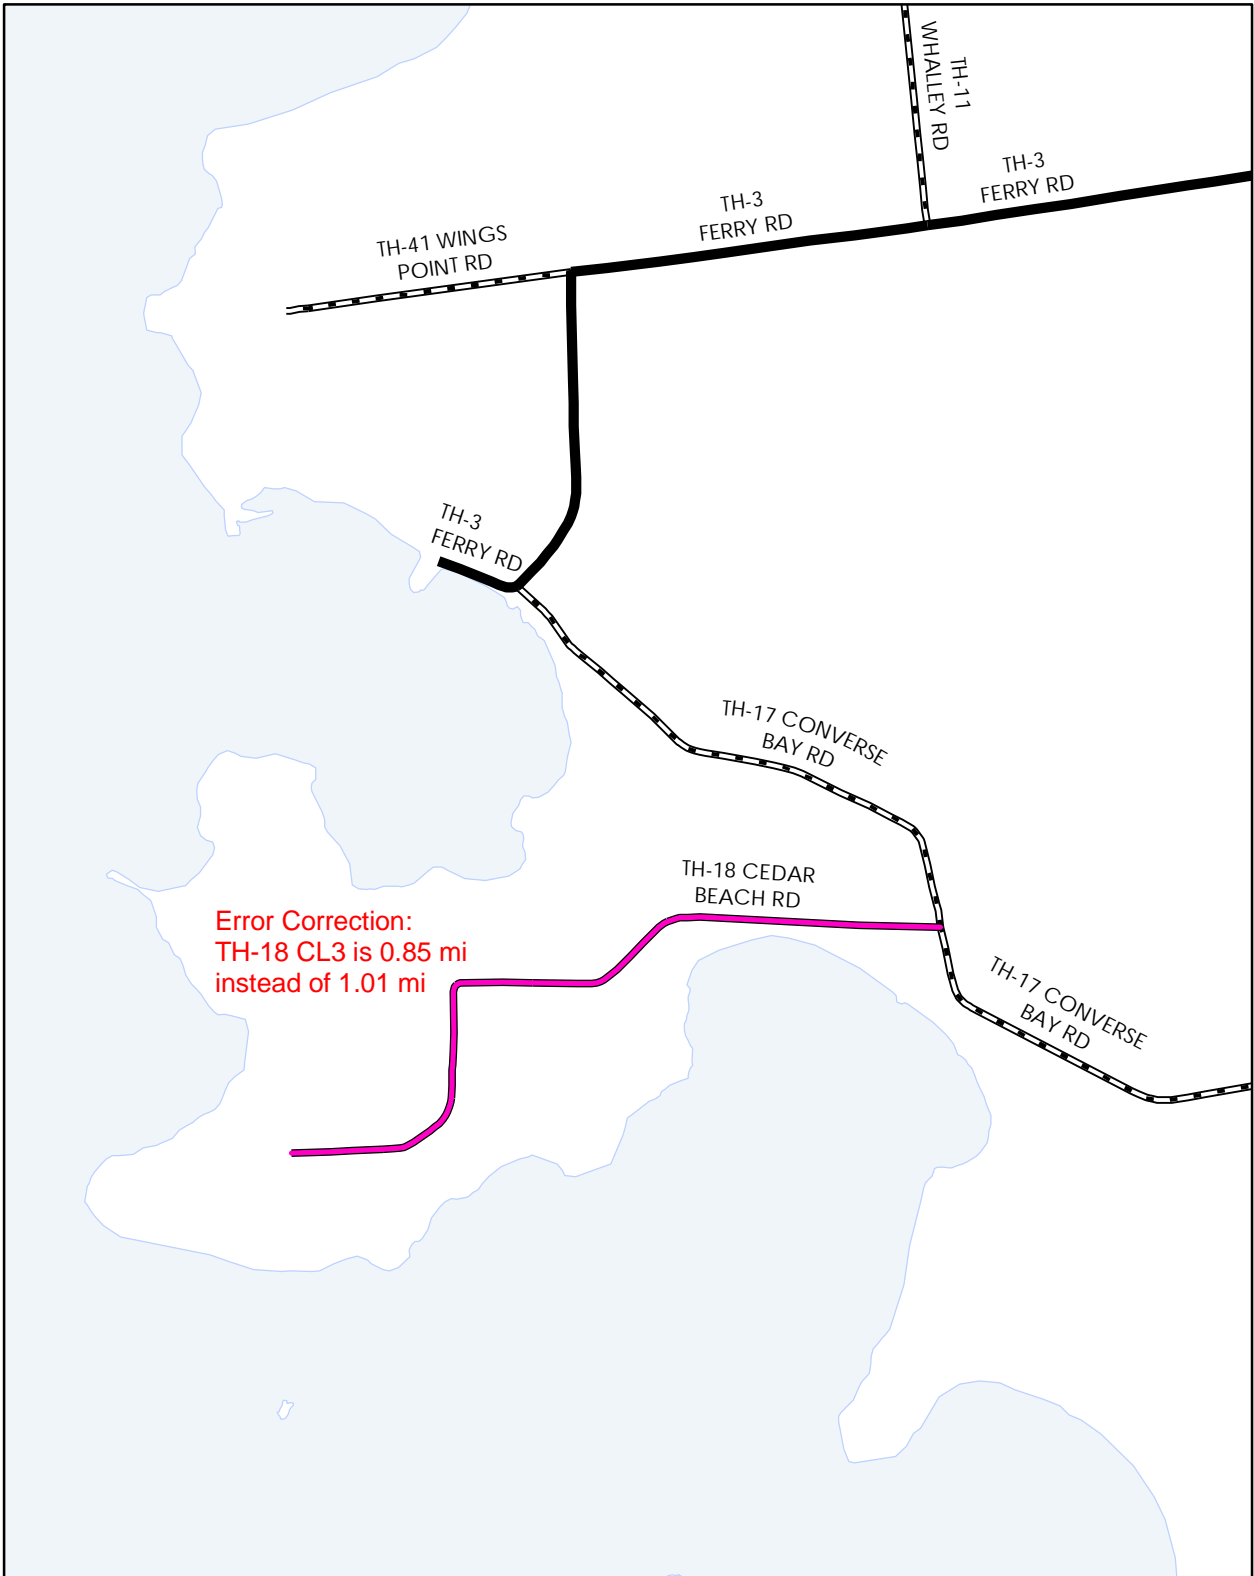 TH-11
WHALLEY RD
TH-3
FERRY RD
TH-3
FERRY RD
TH-41 WINGS
POINT RD
TH-3
FERRY RD
TH-17 CONVERSE
BAY RD
TH-18 CEDAR
BEACH RD
Error Correction:
TH-18 CL3 is 0.85 mi
instead of 1.01 mi
TH-17 CONVERSE
BAY RD